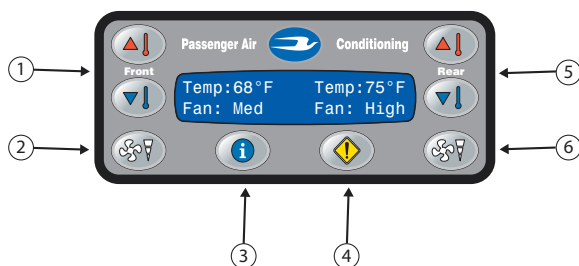 Passenger Air Conditioning
Front
Rear
Temp:68°F Temp:75°F
Fan: Med Fan: High
i
1
2
3
4
5
6